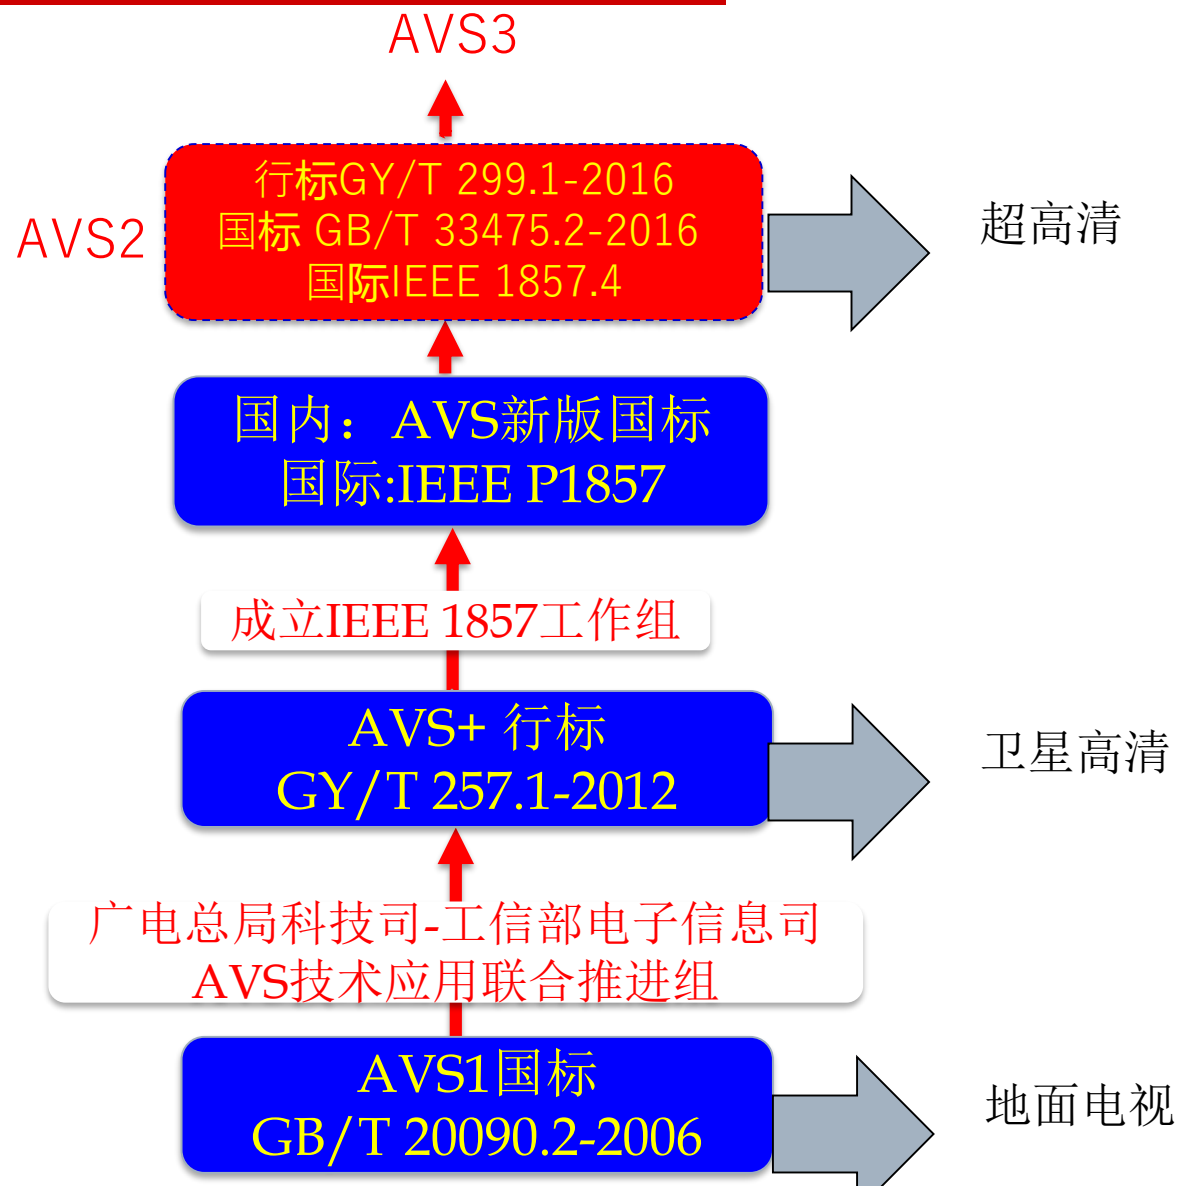 AVS3
行标GY/T 299.1-2016
国标 GB/T 33475.2-2016
国际IEEE 1857.4
AVS2
超高清
国内：AVS新版国标
国际:IEEE P1857
成立IEEE 1857工作组
AVS+ 行标
GY/T 257.1-2012
卫星高清
广电总局科技司-工信部电子信息司
AVS技术应用联合推进组
AVS1国标
GB/T 20090.2-2006
地面电视